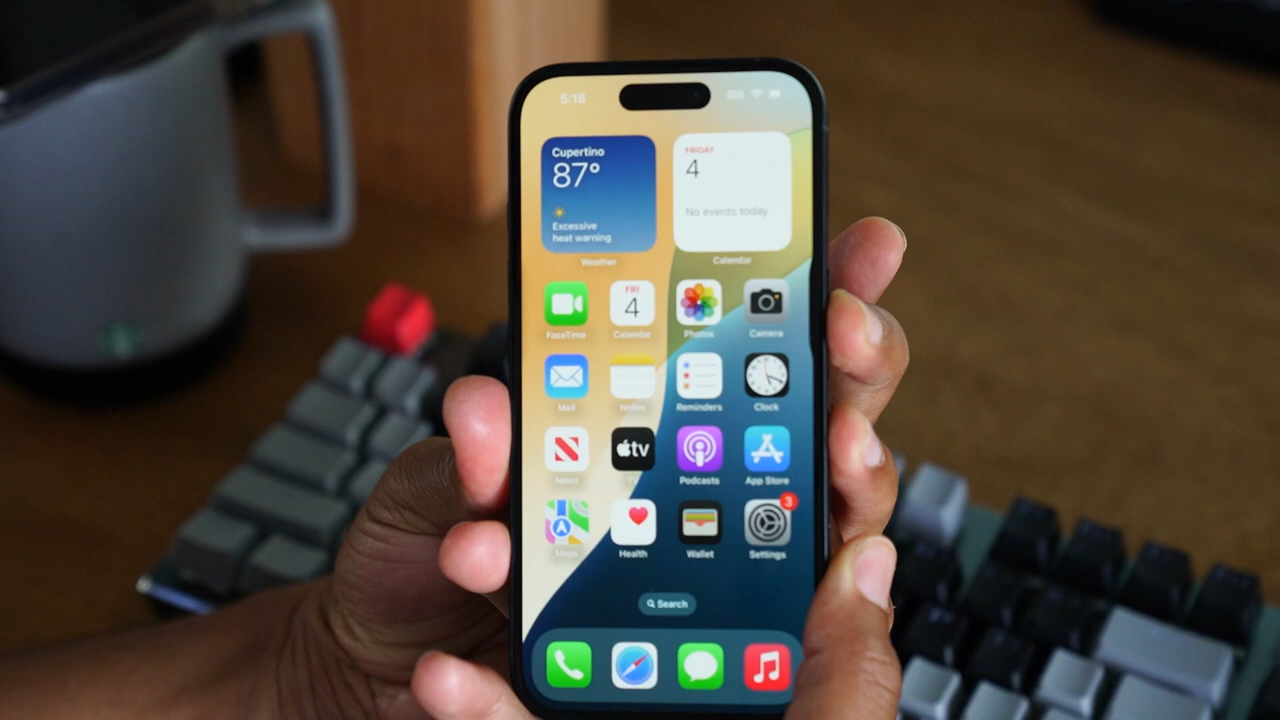 5:18 SOS
Cupertino
87°
Excessive
heat warning
Weather
FRIDAY
4
No events today
Calendar
FRI
4
FaceTime Calendar Photos Camera
Mail Notes Reminders Clock
tv
News TV Podcasts App Store
3
Maps Health Wallet Settings
Search